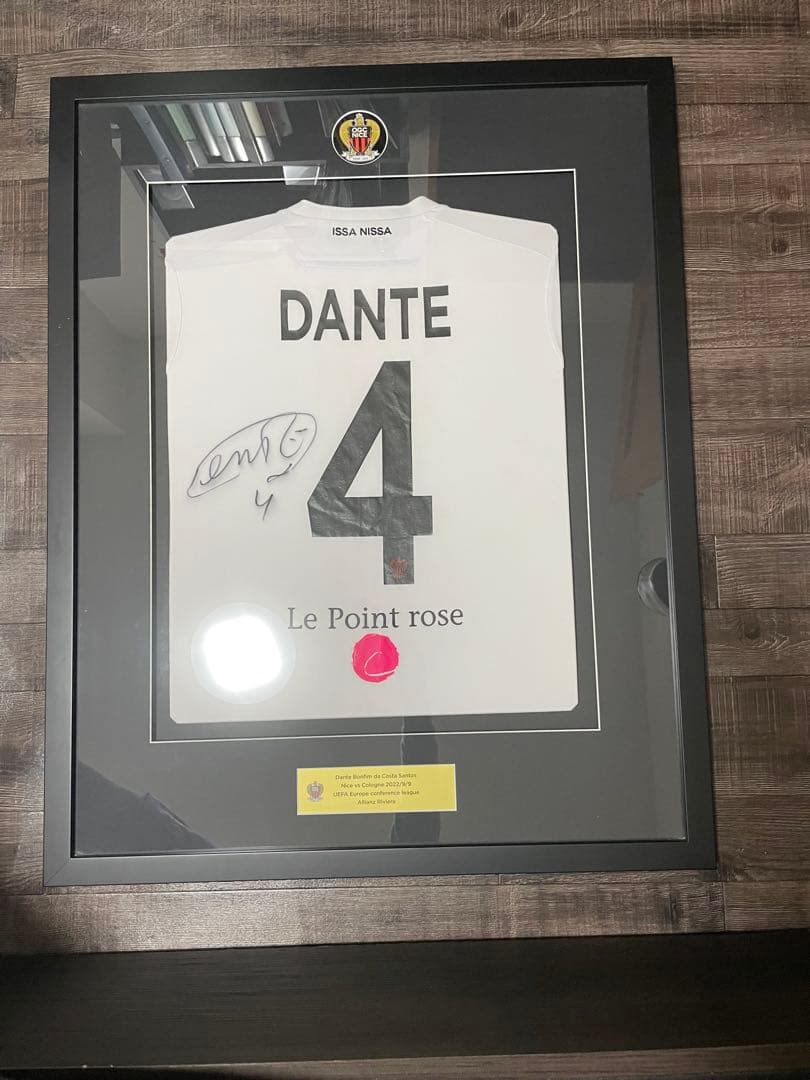 OGC
NICE
ISSA NISSA
DANTE
4
4
Le Point rose
Dante Bonfim da Costa Santos
Nice vs Cologne 2022/9/9
UEFA Europe conference league
Allianz Riviera